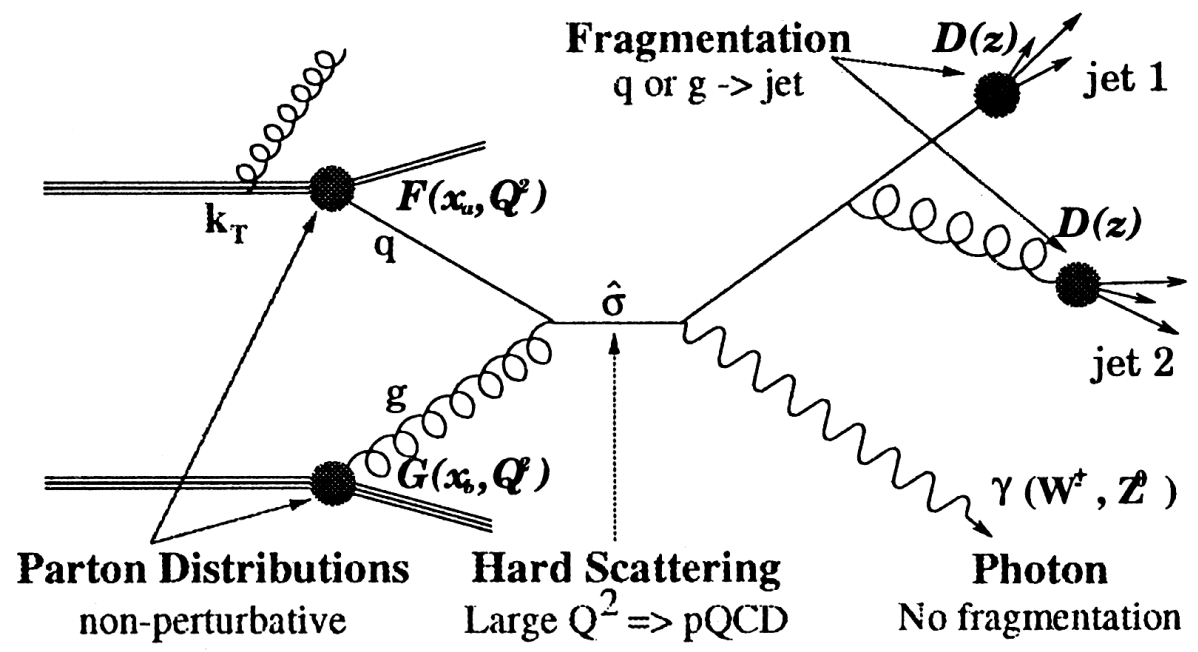 Fragmentation
q or g -> jet
D(z)
jet 1
k_T
F(x_a, Q²)
q
D(z)
σ̂
jet 2
g
G(x_b, Q²)
γ (W^±, Z⁰ )
Parton Distributions
non-perturbative
Hard Scattering
Large Q² => pQCD
Photon
No fragmentation